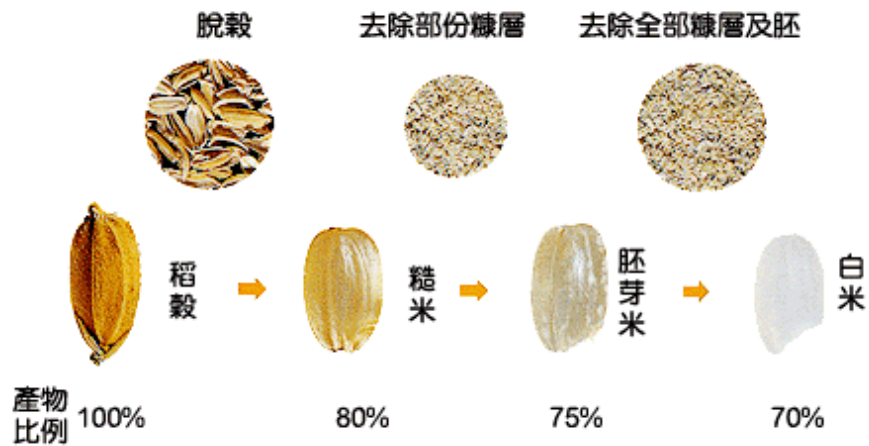 脫穀 去除部份糠層 去除全部糠層及胚
稻穀 糙米 胚芽米 白米
產物比例 100% 80% 75% 70%